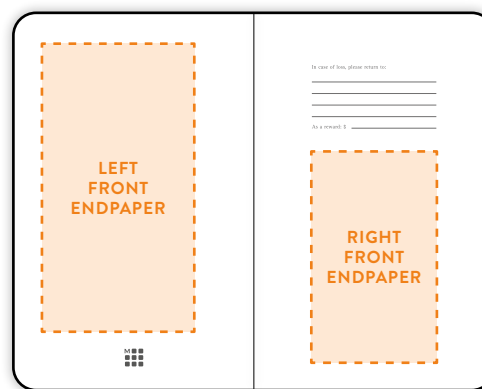 LEFT
FRONT
ENDPAPER
M
In case of loss, please return to:
As a reward: $
RIGHT
FRONT
ENDPAPER